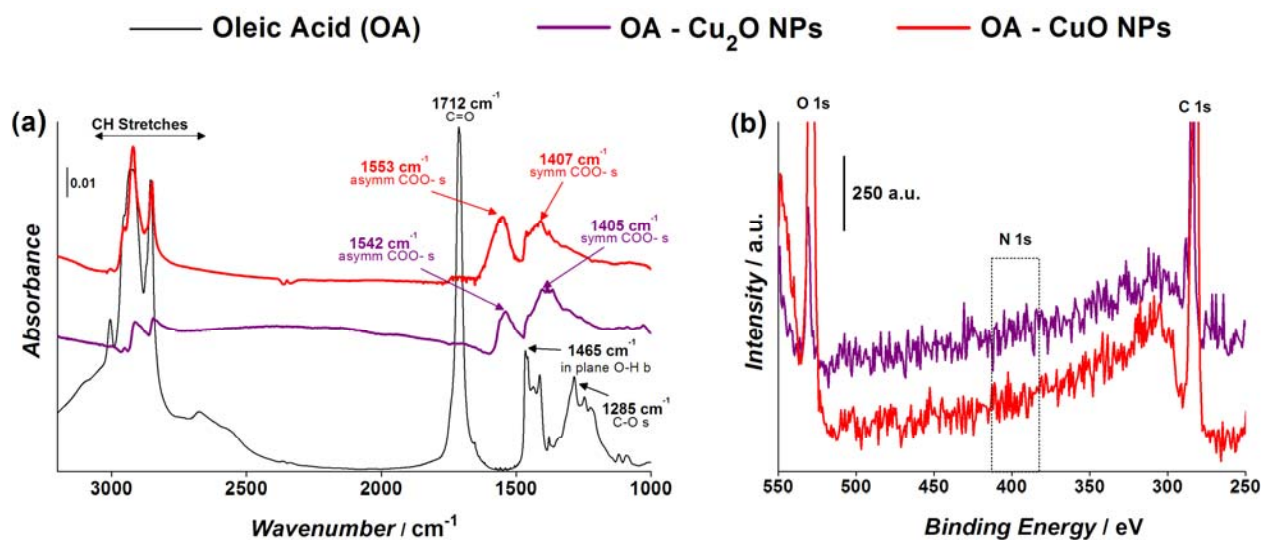 Oleic Acid (OA) OA - Cu₂O NPs OA - CuO NPs
(a)
CH Stretches
0.01
1712 cm⁻¹
C=O
1553 cm⁻¹
asymm COO- s
1407 cm⁻¹
symm COO- s
1542 cm⁻¹
asymm COO- s
1405 cm⁻¹
symm COO- s
1465 cm⁻¹
in plane O-H b
1285 cm⁻¹
C-O s
Absorbance
3000 2500 2000 1500 1000
Wavenumber / cm⁻¹
(b)
O 1s
C 1s
250 a.u.
N 1s
Intensity / a.u.
550 500 450 400 350 300 250
Binding Energy / eV